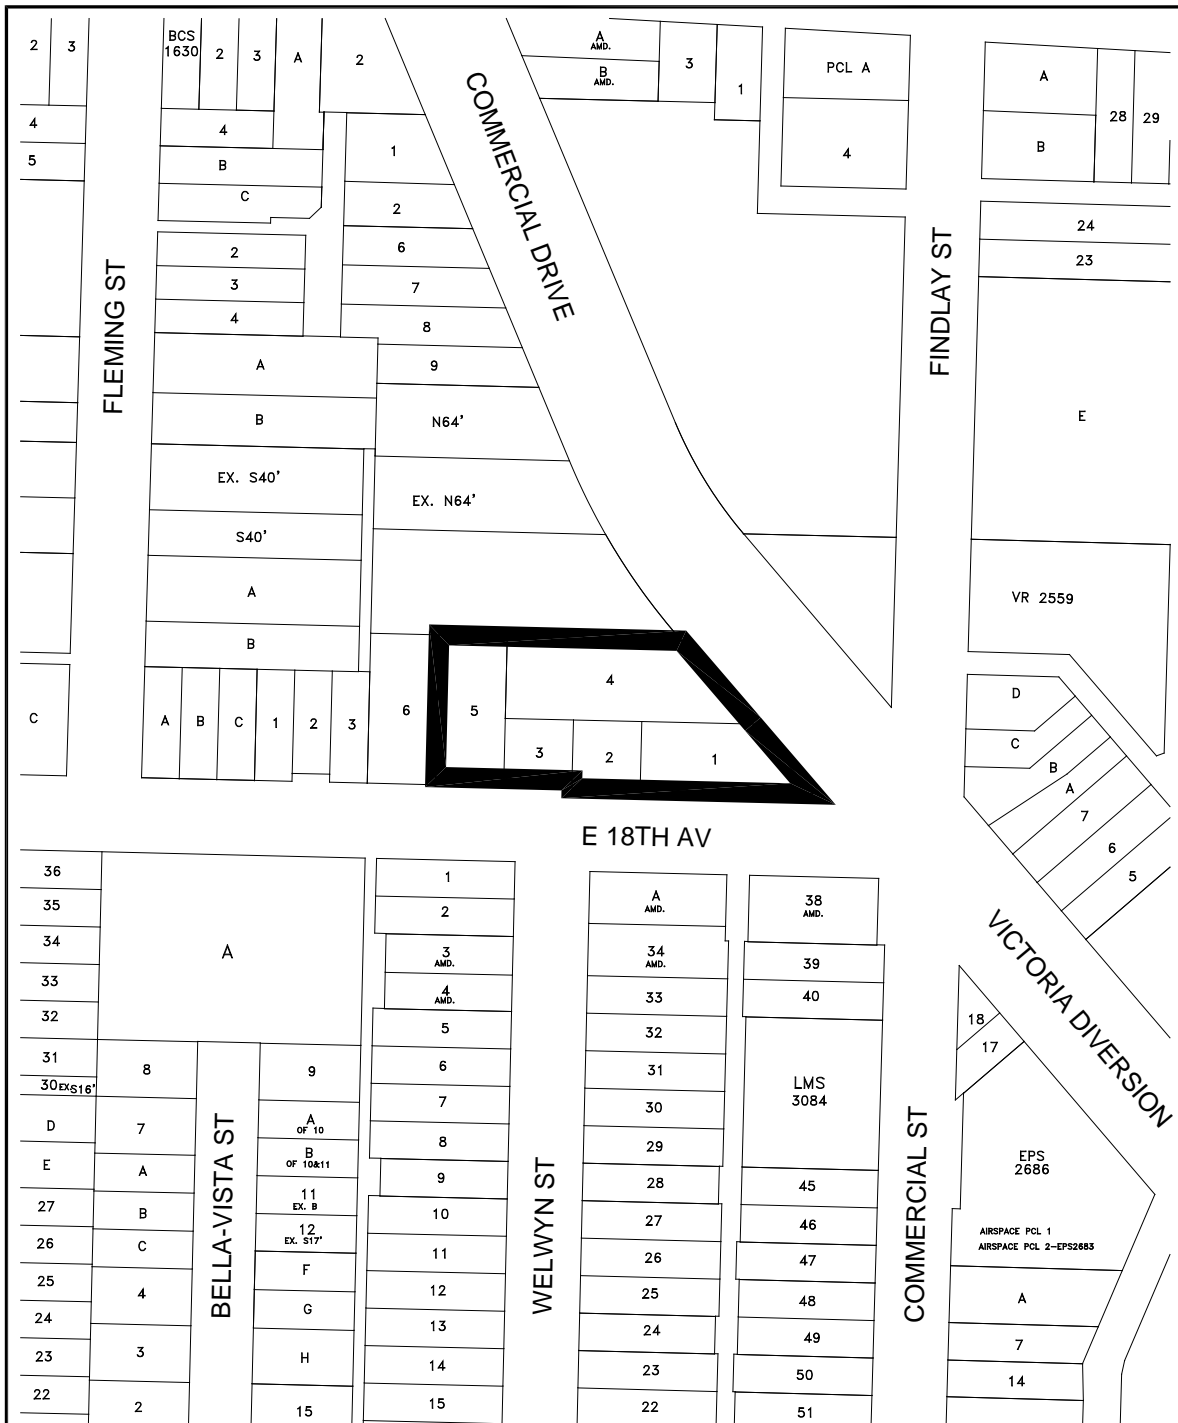 2
3
BCS
1630
2
3
A
2
A
AMD.
B
AMD.
3
1
PCL A
4
A
B
28
29
4
5
4
B
C
1
2
6
7
8
9
N64'
EX. N64'
2
3
4
A
B
EX. S40'
S40'
A
B
24
23
E
VR 2559
FLEMING ST
COMMERCIAL DRIVE
FINDLAY ST
C
A
B
C
1
2
3
6
5
4
3
2
1
D
C
B
A
7
6
5
E 18TH AV
VICTORIA DIVERSION
36
35
34
33
32
31
30EXS16'
D
E
27
26
25
24
23
22
A
8
7
A
B
C
4
3
2
BELLA-VISTA ST
9
A
OF 10
B
OF 10&11
11
EX. B
12
EX. S17'
F
G
H
15
1
2
3
AMD.
4
AMD.
5
6
7
8
9
10
11
12
13
14
15
WELWYN ST
A
AMD.
34
AMD.
33
32
31
30
29
28
27
26
25
24
23
22
38
AMD.
39
40
LMS
3084
45
46
47
48
49
50
51
COMMERCIAL ST
18
17
EPS
2686
AIRSPACE PCL 1
AIRSPACE PCL 2-EPS2683
A
7
14